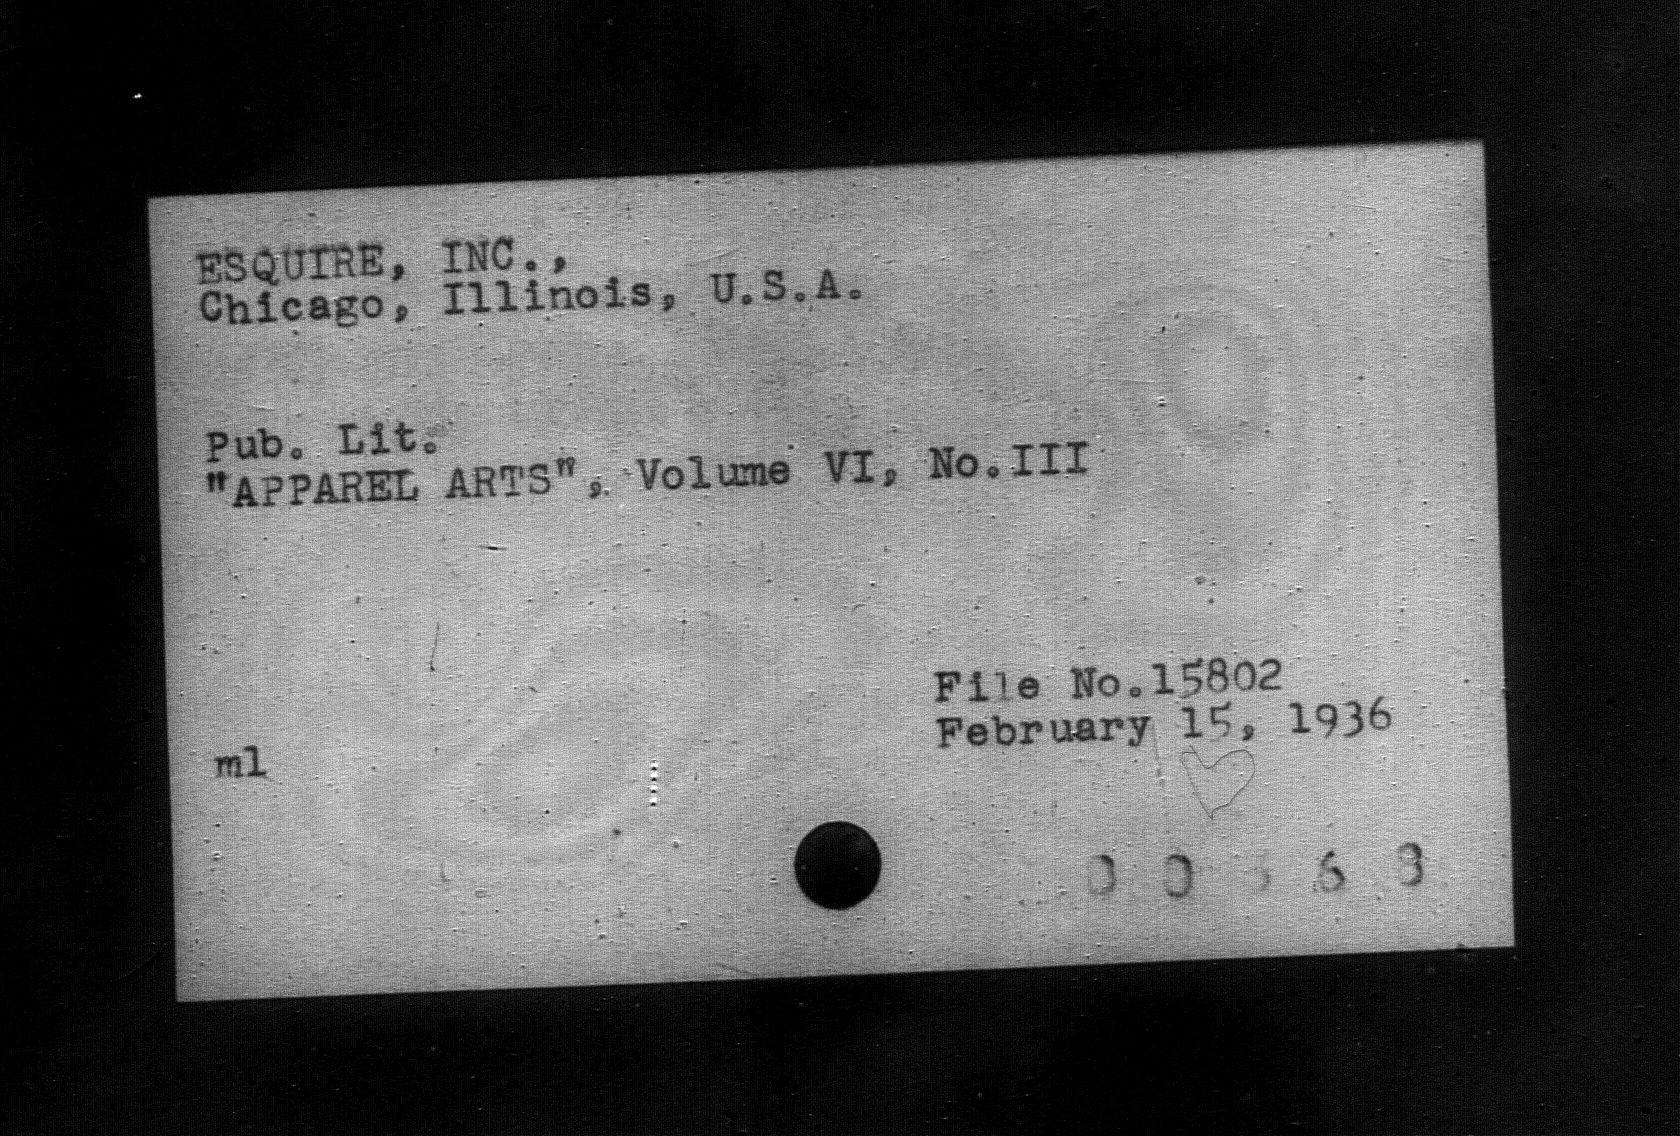 ESQUIRE, INC.,
Chicago, Illinois, U.S.A.
Pub. Lit.
"APPAREL ARTS", Volume VI, No.III
File No.15802
February 15, 1936
ml